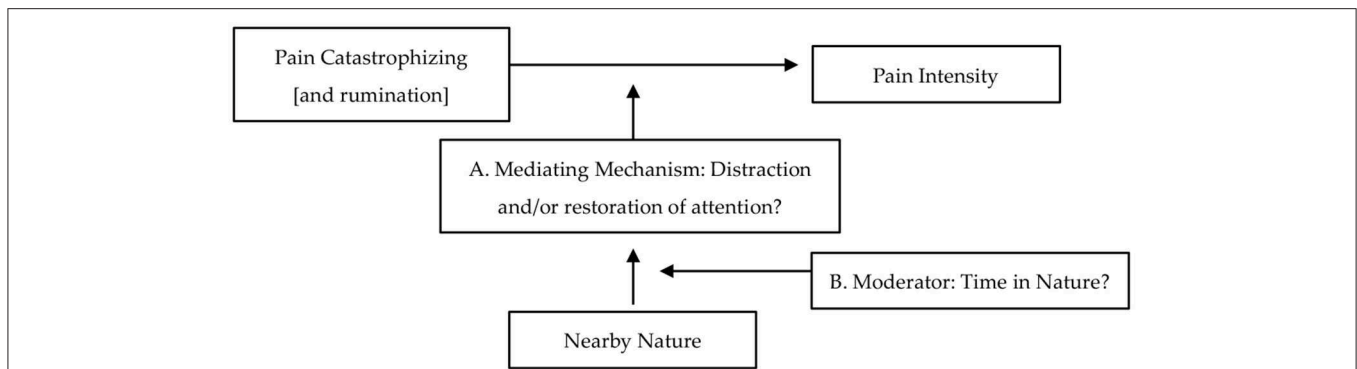 Pain Catastrophizing
[and rumination]
Pain Intensity
A. Mediating Mechanism: Distraction
and/or restoration of attention?
B. Moderator: Time in Nature?
Nearby Nature